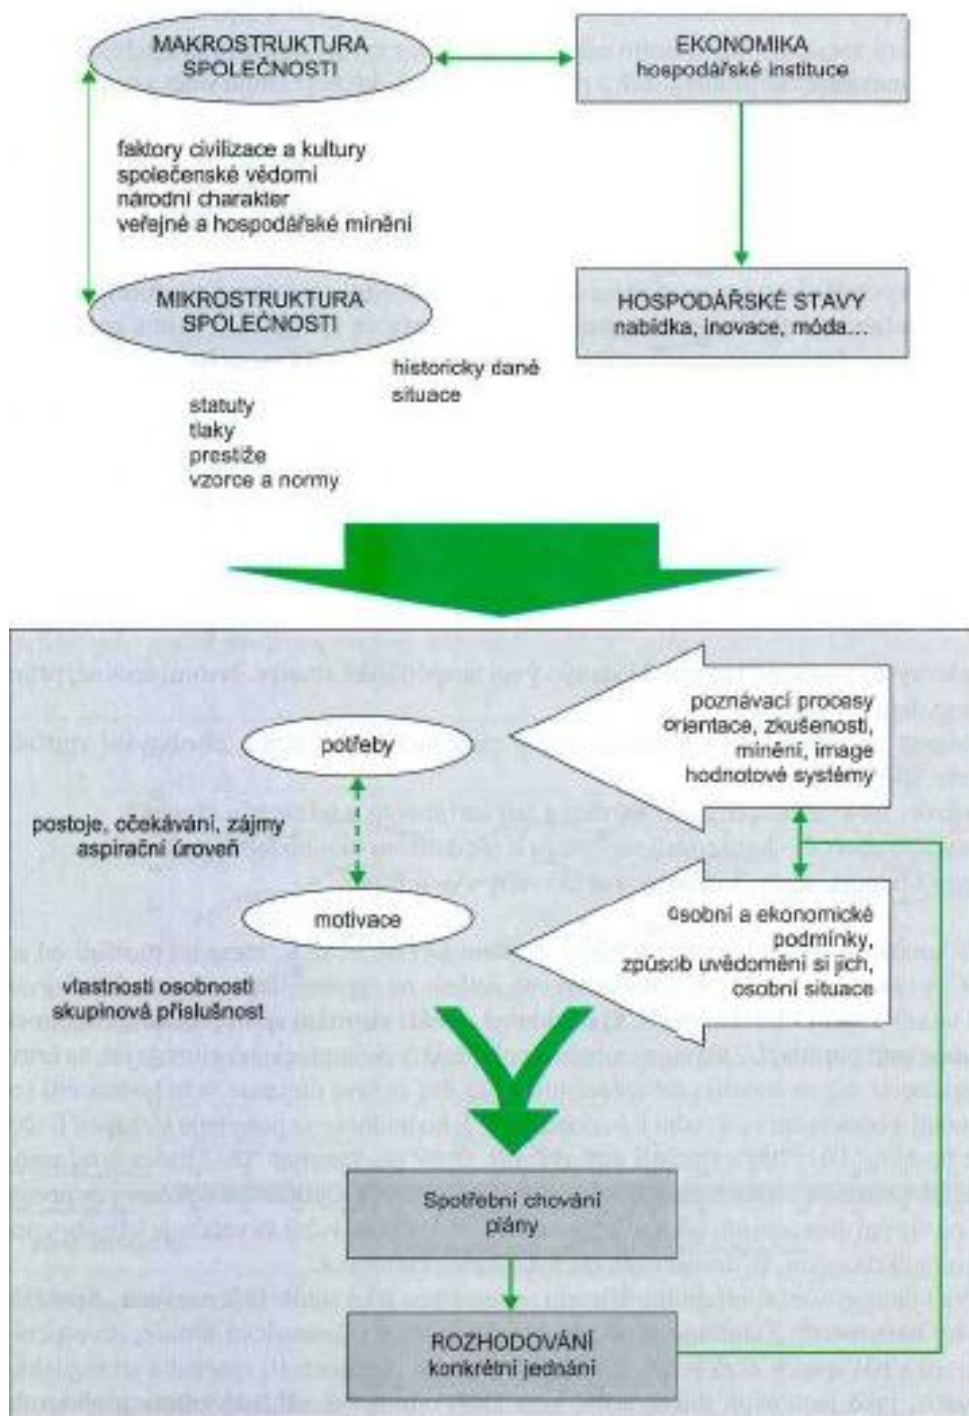 MAKROSTRUKTURA
SPOLEČNOSTI
EKONOMIKA
hospodářské instituce
faktory civilizace a kultury
společenské vědomí
národní charakter
veřejné a hospodářské mínění
MIKROSTRUKTURA
SPOLEČNOSTI
HOSPODÁŘSKÉ STAVY
nabídka, inovace, móda...
historicky dané
situace
statuty
tlaky
prestiže
vzorce a normy
poznávací procesy
orientace, zkušenosti,
mínění, image
hodnotové systémy
potřeby
postoje, očekávání, zájmy
aspirační úroveň
motivace
osobní a ekonomické
podmínky,
způsob uvědomění si jich,
osobní situace
vlastnosti osobnosti
skupinová příslušnost
Spotřební chování
plány
ROZHODOVÁNÍ
konkrétní jednání